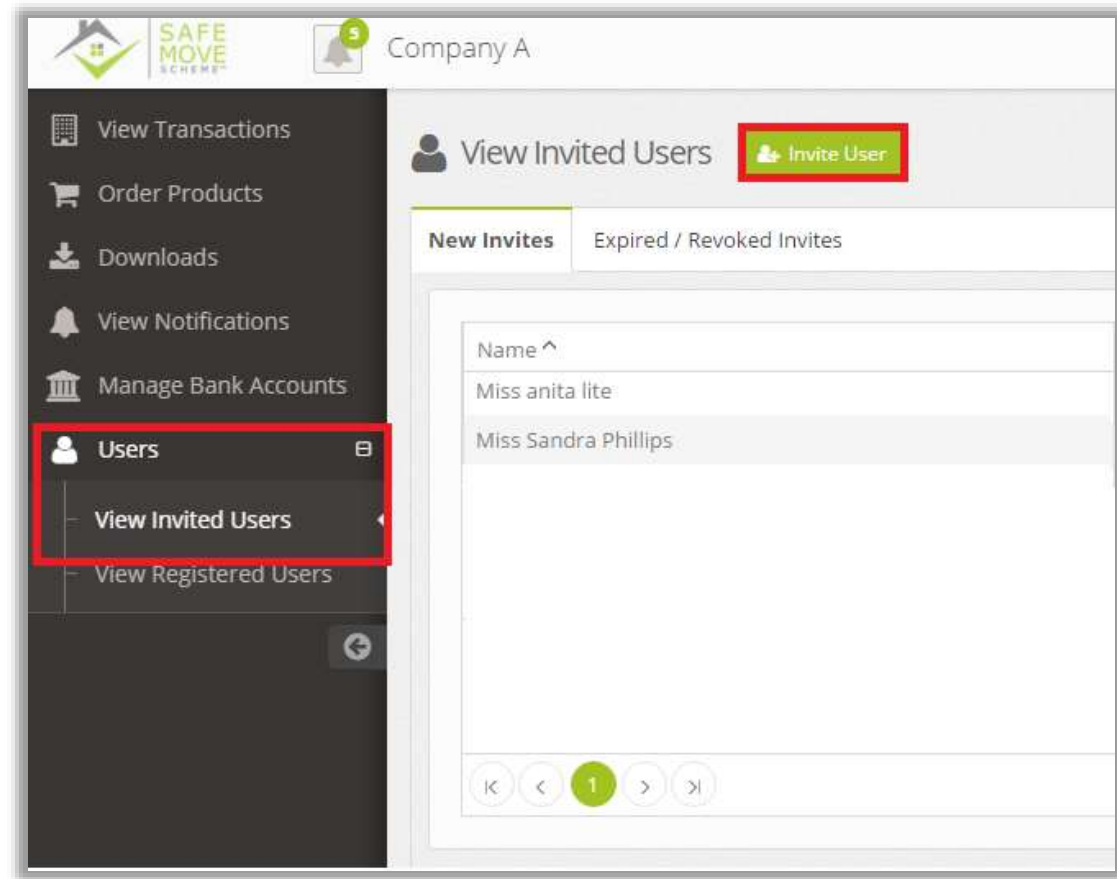 SAFE
MOVE
SCHEME™
5
Company A
View Transactions
Order Products
Downloads
View Notifications
Manage Bank Accounts
Users
View Invited Users
View Registered Users
View Invited Users
Invite User
New Invites
Expired / Revoked Invites
Name
Miss anita lite
Miss Sandra Phillips
1